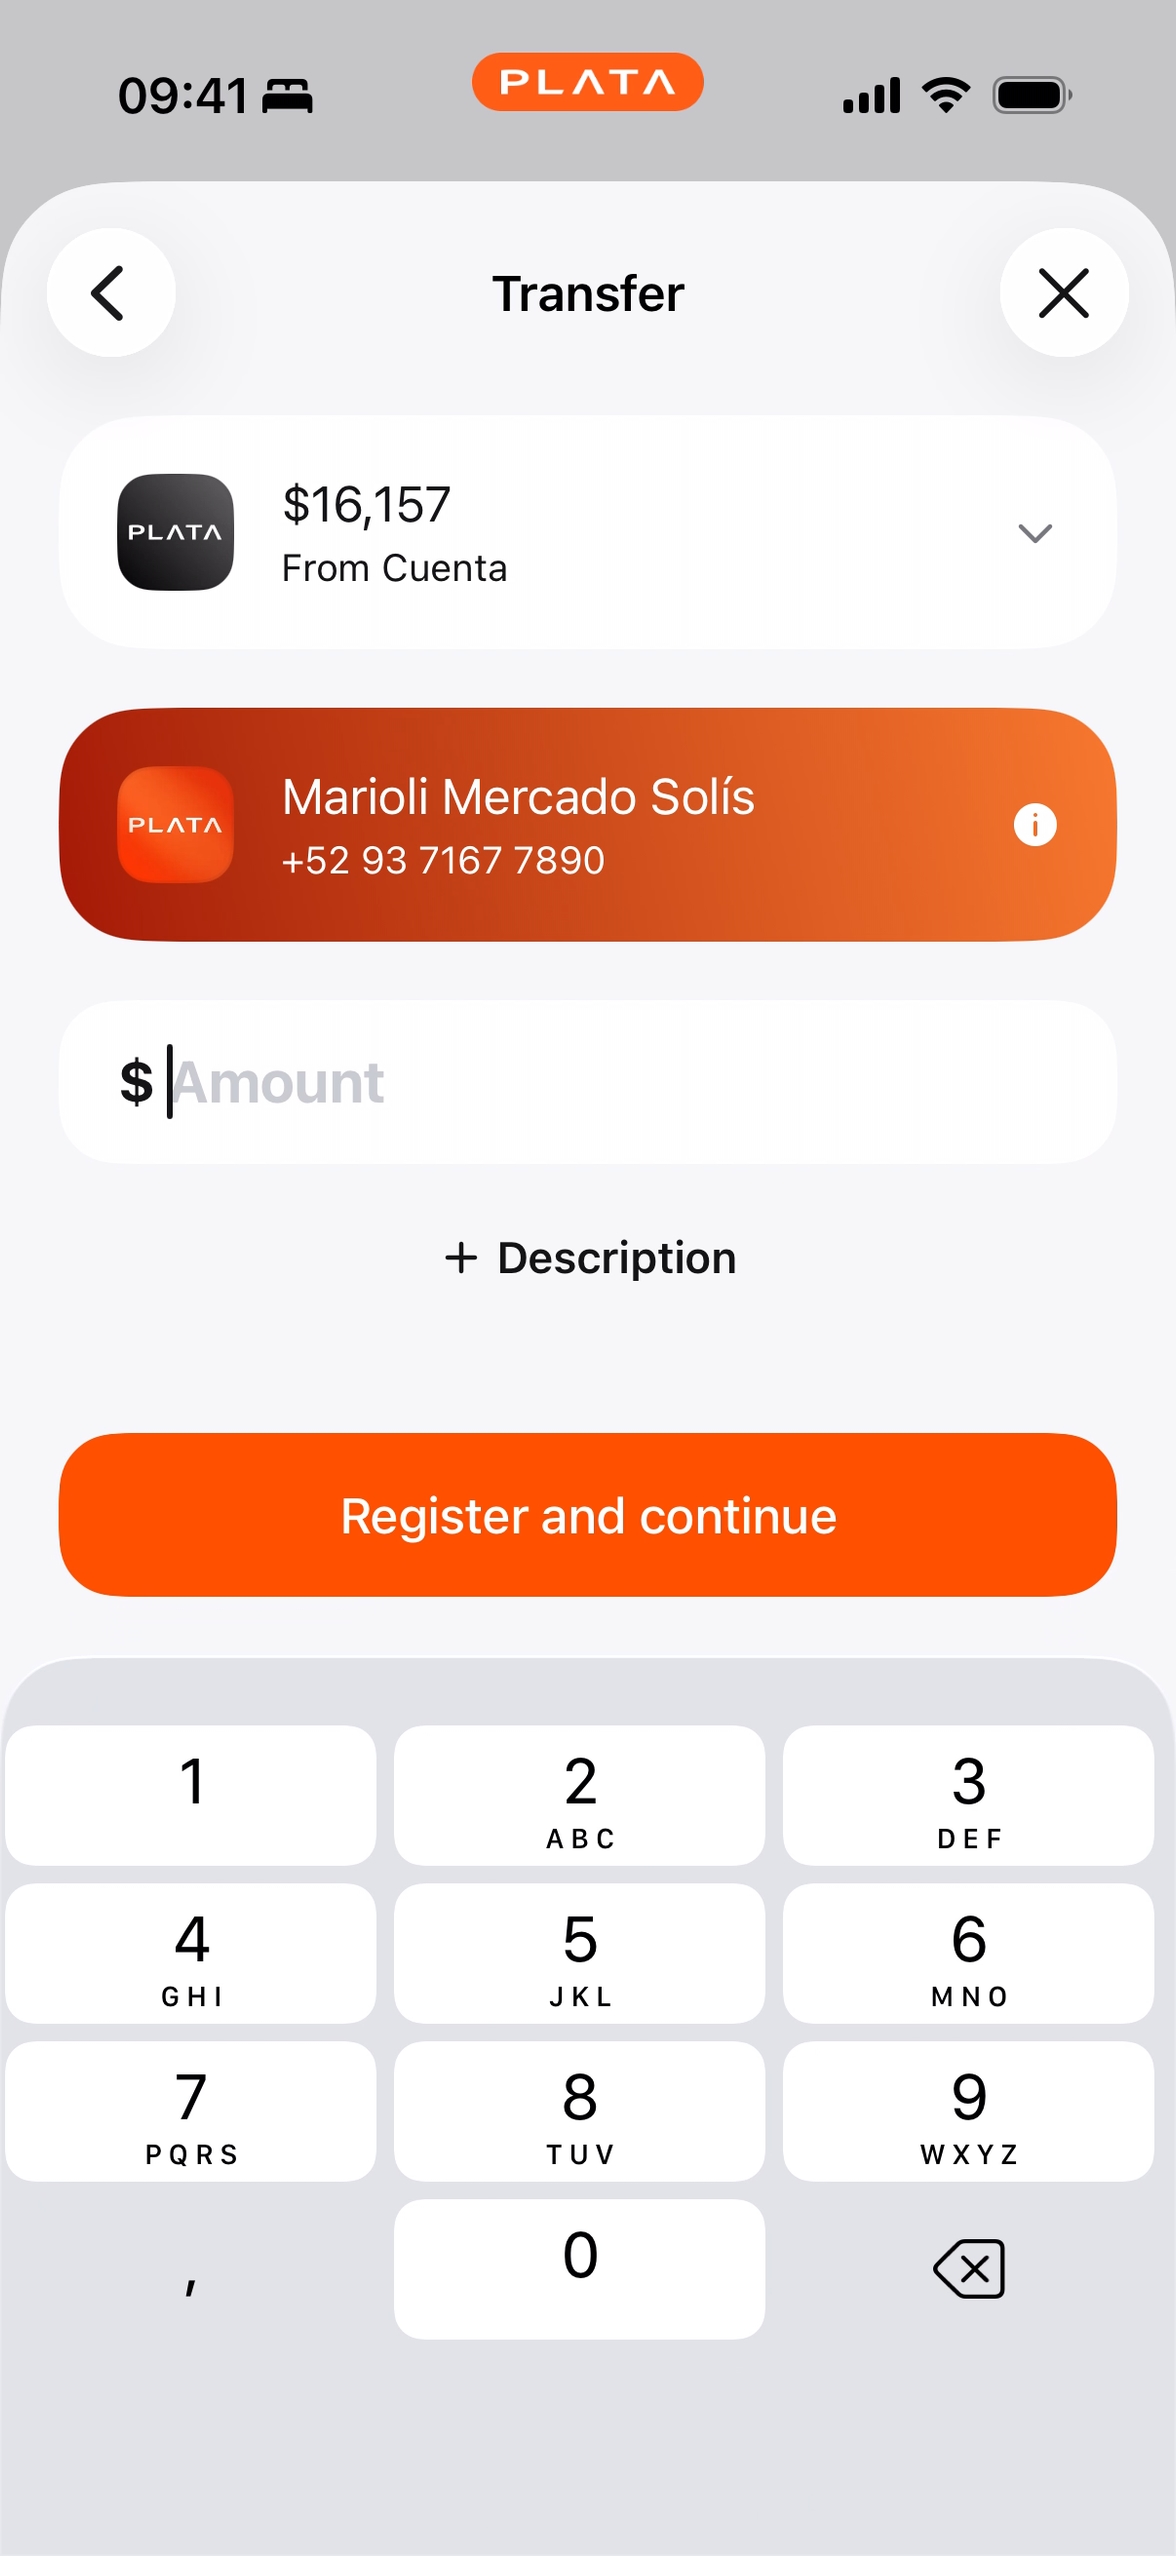 09:41
PLATA
Transfer
PLATA
$16,157
From Cuenta
PLATA
Marioli Mercado Solís
+52 93 7167 7890
$ Amount
+ Description
Register and continue
1
2
ABC
3
DEF
4
GHI
5
JKL
6
MNO
7
PQRS
8
TUV
9
WXYZ
,
0